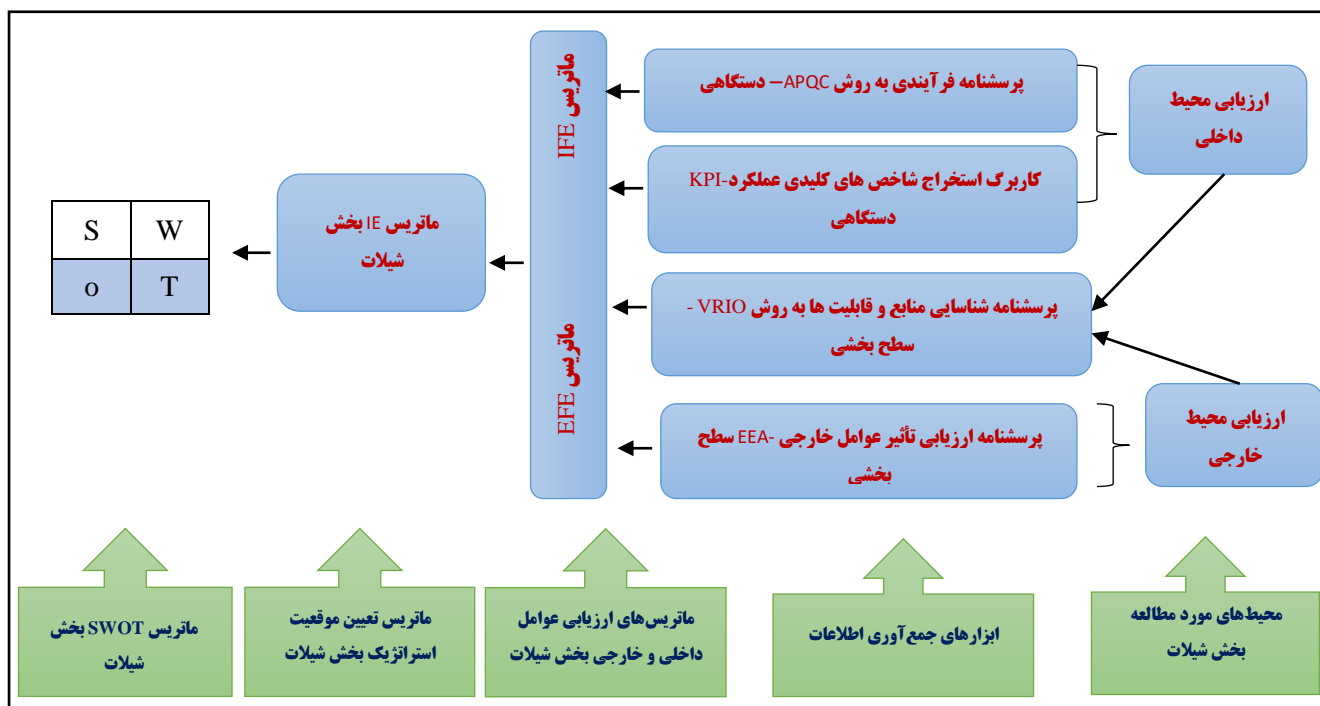 ارزیابی محیط
داخلی
ارزیابی محیط
خارجی
پرسشنامه فرآیندی به روش APQC – دستگاهی
کاربرگ استخراج شاخص های کلیدی عملکرد-KPI
دستگاهی
پرسشنامه شناسایی منابع و قابلیت ها به روش VRIO -
سطح بخشی
پرسشنامه ارزیابی تأثیر عوامل خارجی -EEA سطح
بخشی
ماتریس IFE
ماتریس EFE
ماتریس IE بخش
شیلات
S W
o T
محیط‌های مورد مطالعه
بخش شیلات
ابزارهای جمع‌آوری اطلاعات
ماتریس‌های ارزیابی عوامل
داخلی و خارجی بخش شیلات
ماتریس تعیین موقعیت
استراتژیک بخش شیلات
ماتریس SWOT بخش
شیلات